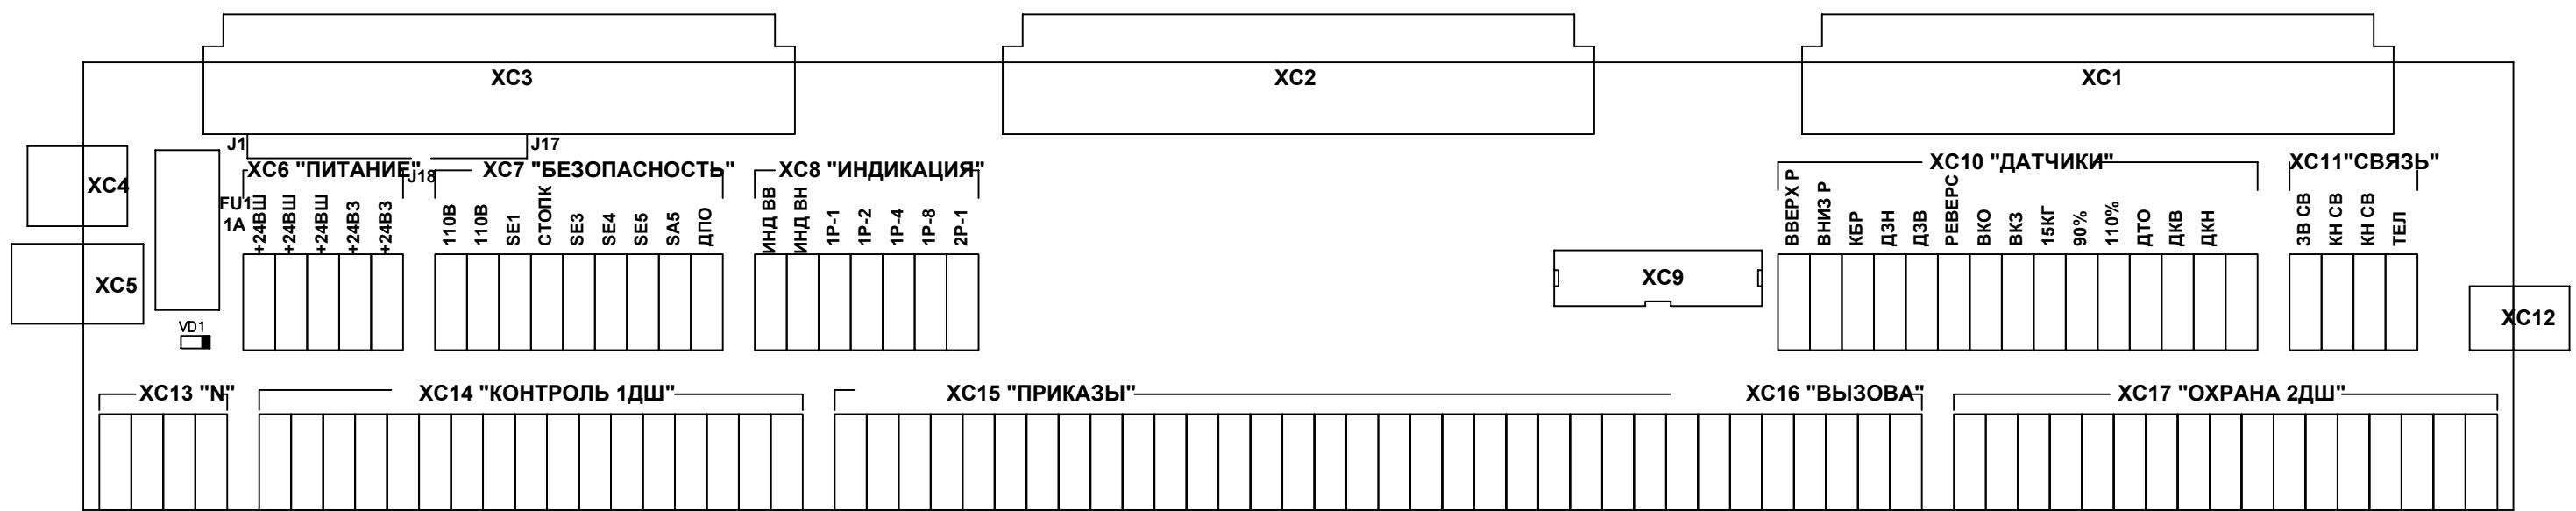 XC3
XC2
XC1
J1
J17
XC4
XC6 "ПИТАНИЕ"
J18
XC7 "БЕЗОПАСНОСТЬ"
XC8 "ИНДИКАЦИЯ"
XC10 "ДАТЧИКИ"
XC11"СВЯЗЬ"
FU1
1А
+24ВШ
+24ВШ
+24ВШ
+24ВЗ
+24ВЗ
110В
110В
SE1
СТОПК
SE3
SE4
SE5
SA5
ДПО
ИНД ВВ
ИНД ВН
1Р-1
1Р-2
1Р-4
1Р-8
2Р-1
ВВЕРХ Р
ВНИЗ Р
КБР
ДЗН
ДЗВ
РЕВЕРС
ВКО
ВКЗ
15КГ
90%
110%
ДТО
ДКВ
ДКН
ЗВ СВ
КН СВ
КН СВ
ТЕЛ
XC5
XC9
XC12
VD1
XC13 "N"
XC14 "КОНТРОЛЬ 1ДШ"
XC15 "ПРИКАЗЫ"
XC16 "ВЫЗОВА"
XC17 "ОХРАНА 2ДШ"